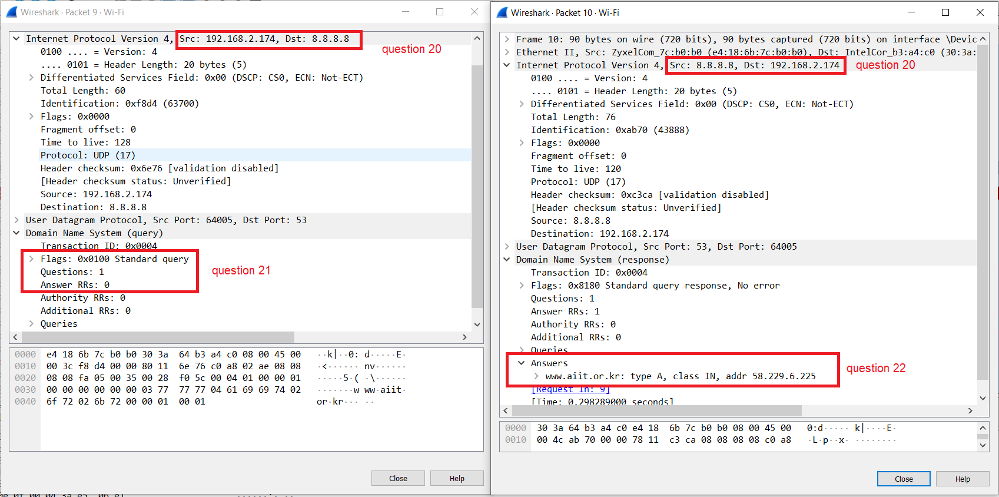 Wireshark · Packet 9 · Wi-Fi
Internet Protocol Version 4, Src: 192.168.2.174, Dst: 8.8.8.8
question 20
0100 .... = Version: 4
.... 0101 = Header Length: 20 bytes (5)
Differentiated Services Field: 0x00 (DSCP: CS0, ECN: Not-ECT)
Total Length: 60
Identification: 0xf8d4 (63700)
Flags: 0x0000
Fragment offset: 0
Time to live: 128
Protocol: UDP (17)
Header checksum: 0x6e76 [validation disabled]
[Header checksum status: Unverified]
Source: 192.168.2.174
Destination: 8.8.8.8
User Datagram Protocol, Src Port: 64005, Dst Port: 53
Domain Name System (query)
Transaction ID: 0x0004
Flags: 0x0100 Standard query
Questions: 1
question 21
Answer RRs: 0
Authority RRs: 0
Additional RRs: 0
Queries
0000 e4 18 6b 7c b0 b0 30 3a 64 b3 a4 c0 08 00 45 00 ··k|··0: d·····E·
0010 00 3c f8 d4 00 00 80 11 6e 76 c0 a8 02 ae 08 08 ·<······ nv······
0020 08 08 fa 05 00 35 00 28 f0 5c 00 04 01 00 00 01 ·····5·( ·\······
0030 00 00 00 00 00 00 03 77 77 77 04 61 69 69 74 02 ·······w ww·aiit·
0040 6f 72 02 6b 72 00 00 01 00 01 or·kr··· ··
Close
Help
Wireshark · Packet 10 · Wi-Fi
Frame 10: 90 bytes on wire (720 bits), 90 bytes captured (720 bits) on interface \Devic
Ethernet II, Src: ZyxelCom_7c:b0:b0 (e4:18:6b:7c:b0:b0), Dst: IntelCor_b3:a4:c0 (30:3a:
Internet Protocol Version 4, Src: 8.8.8.8, Dst: 192.168.2.174
question 20
0100 .... = Version: 4
.... 0101 = Header Length: 20 bytes (5)
Differentiated Services Field: 0x00 (DSCP: CS0, ECN: Not-ECT)
Total Length: 76
Identification: 0xab70 (43888)
Flags: 0x0000
Fragment offset: 0
Time to live: 120
Protocol: UDP (17)
Header checksum: 0xc3ca [validation disabled]
[Header checksum status: Unverified]
Source: 8.8.8.8
Destination: 192.168.2.174
User Datagram Protocol, Src Port: 53, Dst Port: 64005
Domain Name System (response)
Transaction ID: 0x0004
Flags: 0x8180 Standard query response, No error
Questions: 1
Answer RRs: 1
Authority RRs: 0
Additional RRs: 0
Queries
Answers
question 22
www.aiit.or.kr: type A, class IN, addr 58.229.6.225
[Request In: 9]
[Time: 0.298289000 seconds]
0000 30 3a 64 b3 a4 c0 e4 18 6b 7c b0 b0 08 00 45 00 0:d····· k|····E·
0010 00 4c ab 70 00 00 78 11 c3 ca 08 08 08 08 c0 a8 ·L·p··x· ········
Close
Help